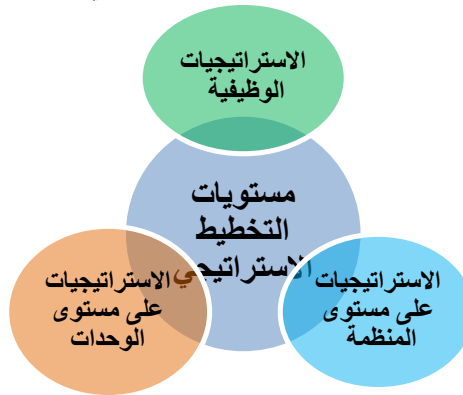 الاستراتيجيات
الوظيفية
مستويات
التخطيط
الاستراتيجي
الاستراتيجيات
على مستوى
المنظمة
الاستراتيجيات
على مستوى
الوحدات